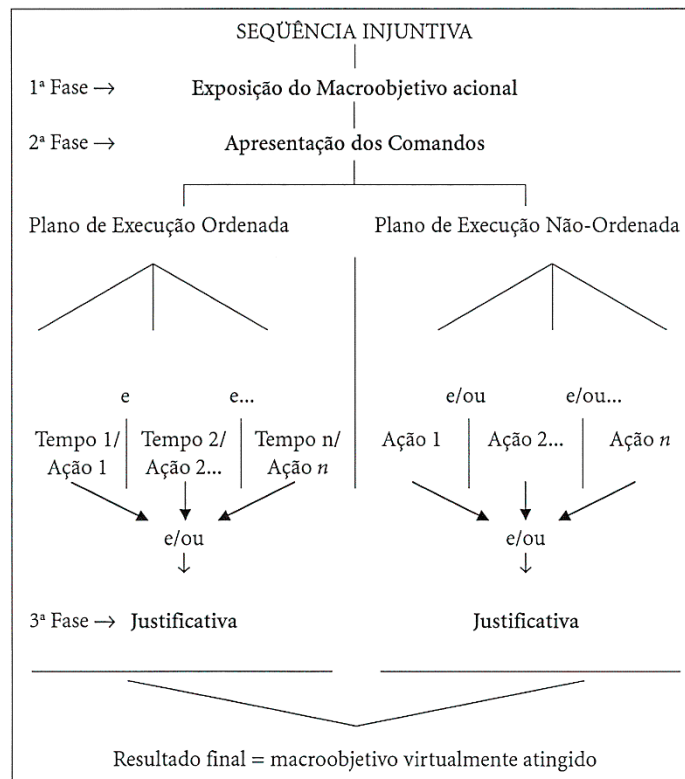 SEQÜÊNCIA INJUNTIVA
1ª Fase → Exposição do Macroobjetivo acional
2ª Fase → Apresentação dos Comandos
Plano de Execução Ordenada Plano de Execução Não-Ordenada
e e... e/ou e/ou...
Tempo 1/ Tempo 2/ Tempo n/ Ação 1 Ação 2... Ação n
Ação 1 Ação 2... Ação n
e/ou e/ou
3ª Fase → Justificativa Justificativa
Resultado final = macroobjetivo virtualmente atingido